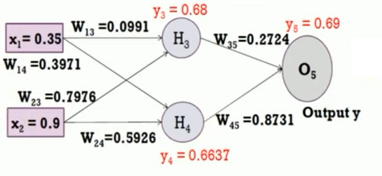 y₃ = 0.68
y₅ = 0.69
W₁₃=0.0991
x₁= 0.35
H₃
W₃₅=0.2724
W₁₄=0.3971
O₅
W₂₃=0.7976
Output y
x₂ = 0.9
H₄
W₄₅=0.8731
W₂₄=0.5926
y₄ = 0.6637